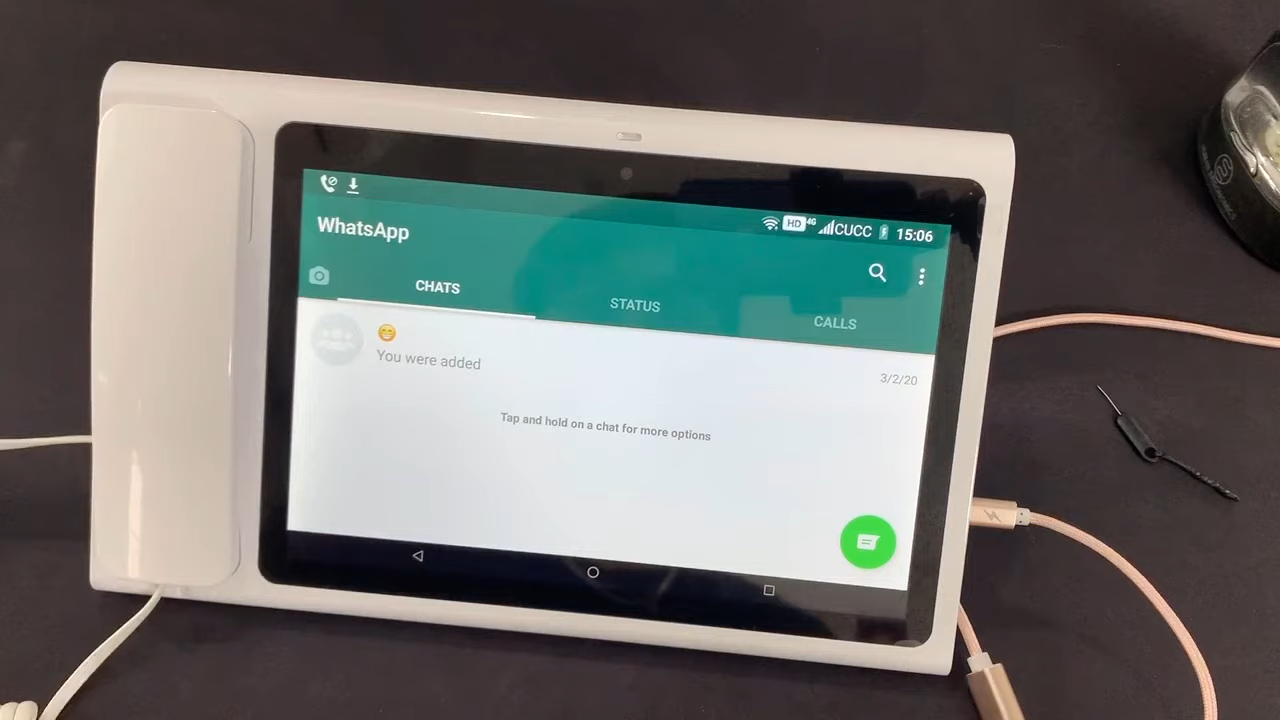 HD 4G CUCC 15:06
WhatsApp
CHATS
STATUS
CALLS
😁
You were added
3/2/20
Tap and hold on a chat for more options